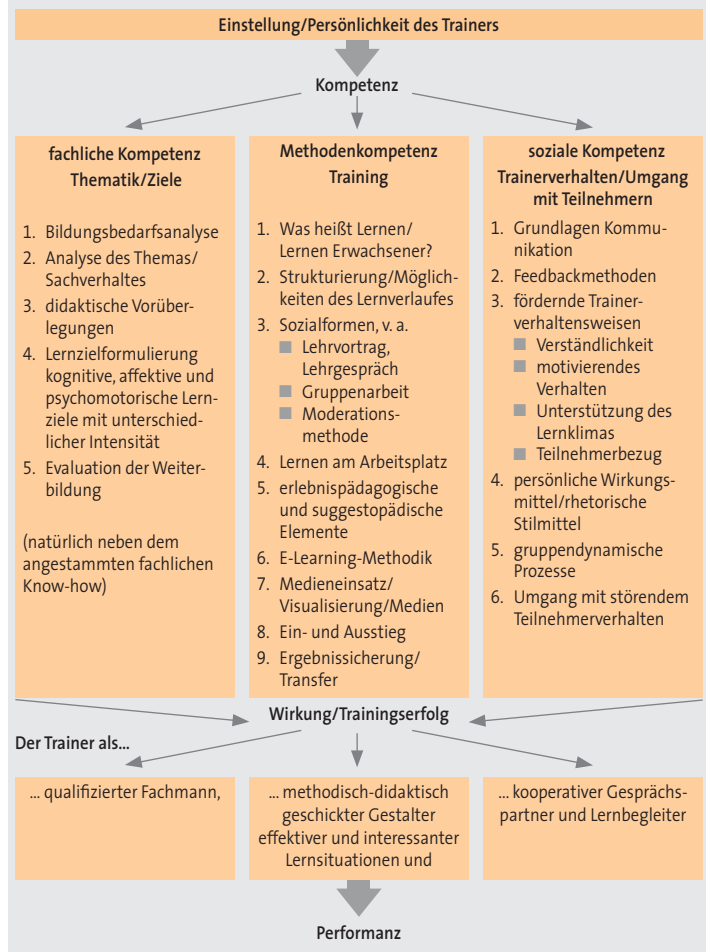 Einstellung/Persönlichkeit des Trainers
Kompetenz
fachliche Kompetenz
Thematik/Ziele
1. Bildungsbedarfsanalyse
2. Analyse des Themas/
Sachverhaltes
3. didaktische Vorüber-
legungen
4. Lernzielformulierung
kognitive, affektive und
psychomotorische Lern-
ziele mit unterschied-
licher Intensität
5. Evaluation der Weiter-
bildung
(natürlich neben dem
angestammten fachlichen
Know-how)
Methodenkompetenz
Training
1. Was heißt Lernen/
Lernen Erwachsener?
2. Strukturierung/Möglich-
keiten des Lernverlaufes
3. Sozialformen, v. a.
■ Lehrvortrag,
Lehrgespräch
■ Gruppenarbeit
■ Moderations-
methode
4. Lernen am Arbeitsplatz
5. erlebnispädagogische
und suggestopädische
Elemente
6. E-Learning-Methodik
7. Medieneinsatz/
Visualisierung/Medien
8. Ein- und Ausstieg
9. Ergebnissicherung/
Transfer
soziale Kompetenz
Trainerverhalten/Umgang
mit Teilnehmern
1. Grundlagen Kommu-
nikation
2. Feedbackmethoden
3. fördernde Trainer-
verhaltensweisen
■ Verständlichkeit
■ motivierendes
Verhalten
■ Unterstützung des
Lernklimas
■ Teilnehmerbezug
4. persönliche Wirkungs-
mittel/rhetorische
Stilmittel
5. gruppendynamische
Prozesse
6. Umgang mit störendem
Teilnehmerverhalten
Wirkung/Trainingserfolg
Der Trainer als...
... qualifizierter Fachmann,
... methodisch-didaktisch
geschickter Gestalter
effektiver und interessanter
Lernsituationen und
... kooperativer Gesprächs-
partner und Lernbegleiter
Performanz